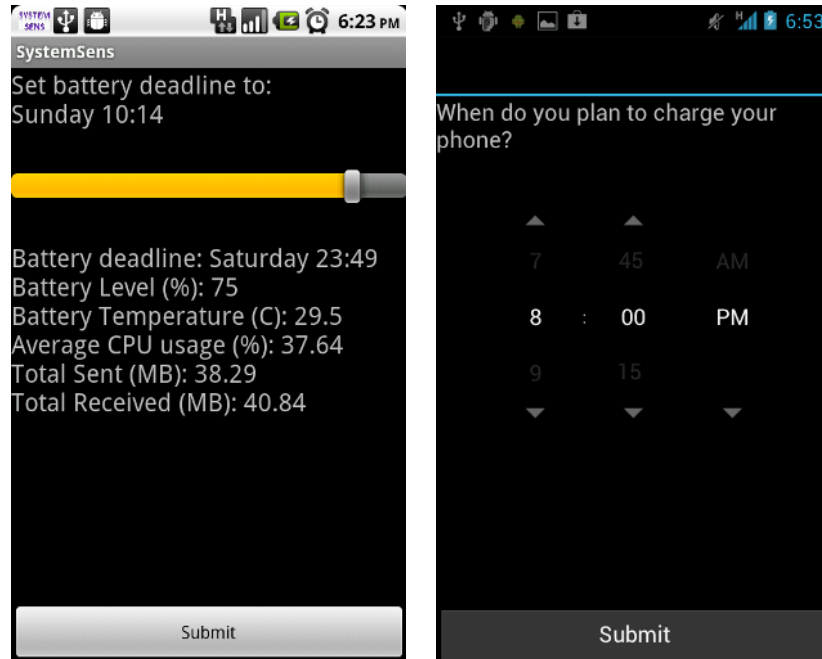 SYSTEM
SENS
H
6:23 PM
SystemSens
Set battery deadline to:
Sunday 10:14
Battery deadline: Saturday 23:49
Battery Level (%): 75
Battery Temperature (C): 29.5
Average CPU usage (%): 37.64
Total Sent (MB): 38.29
Total Received (MB): 40.84
Submit
H
6:53
When do you plan to charge your
phone?
7 45 AM
8 : 00 PM
9 15
Submit